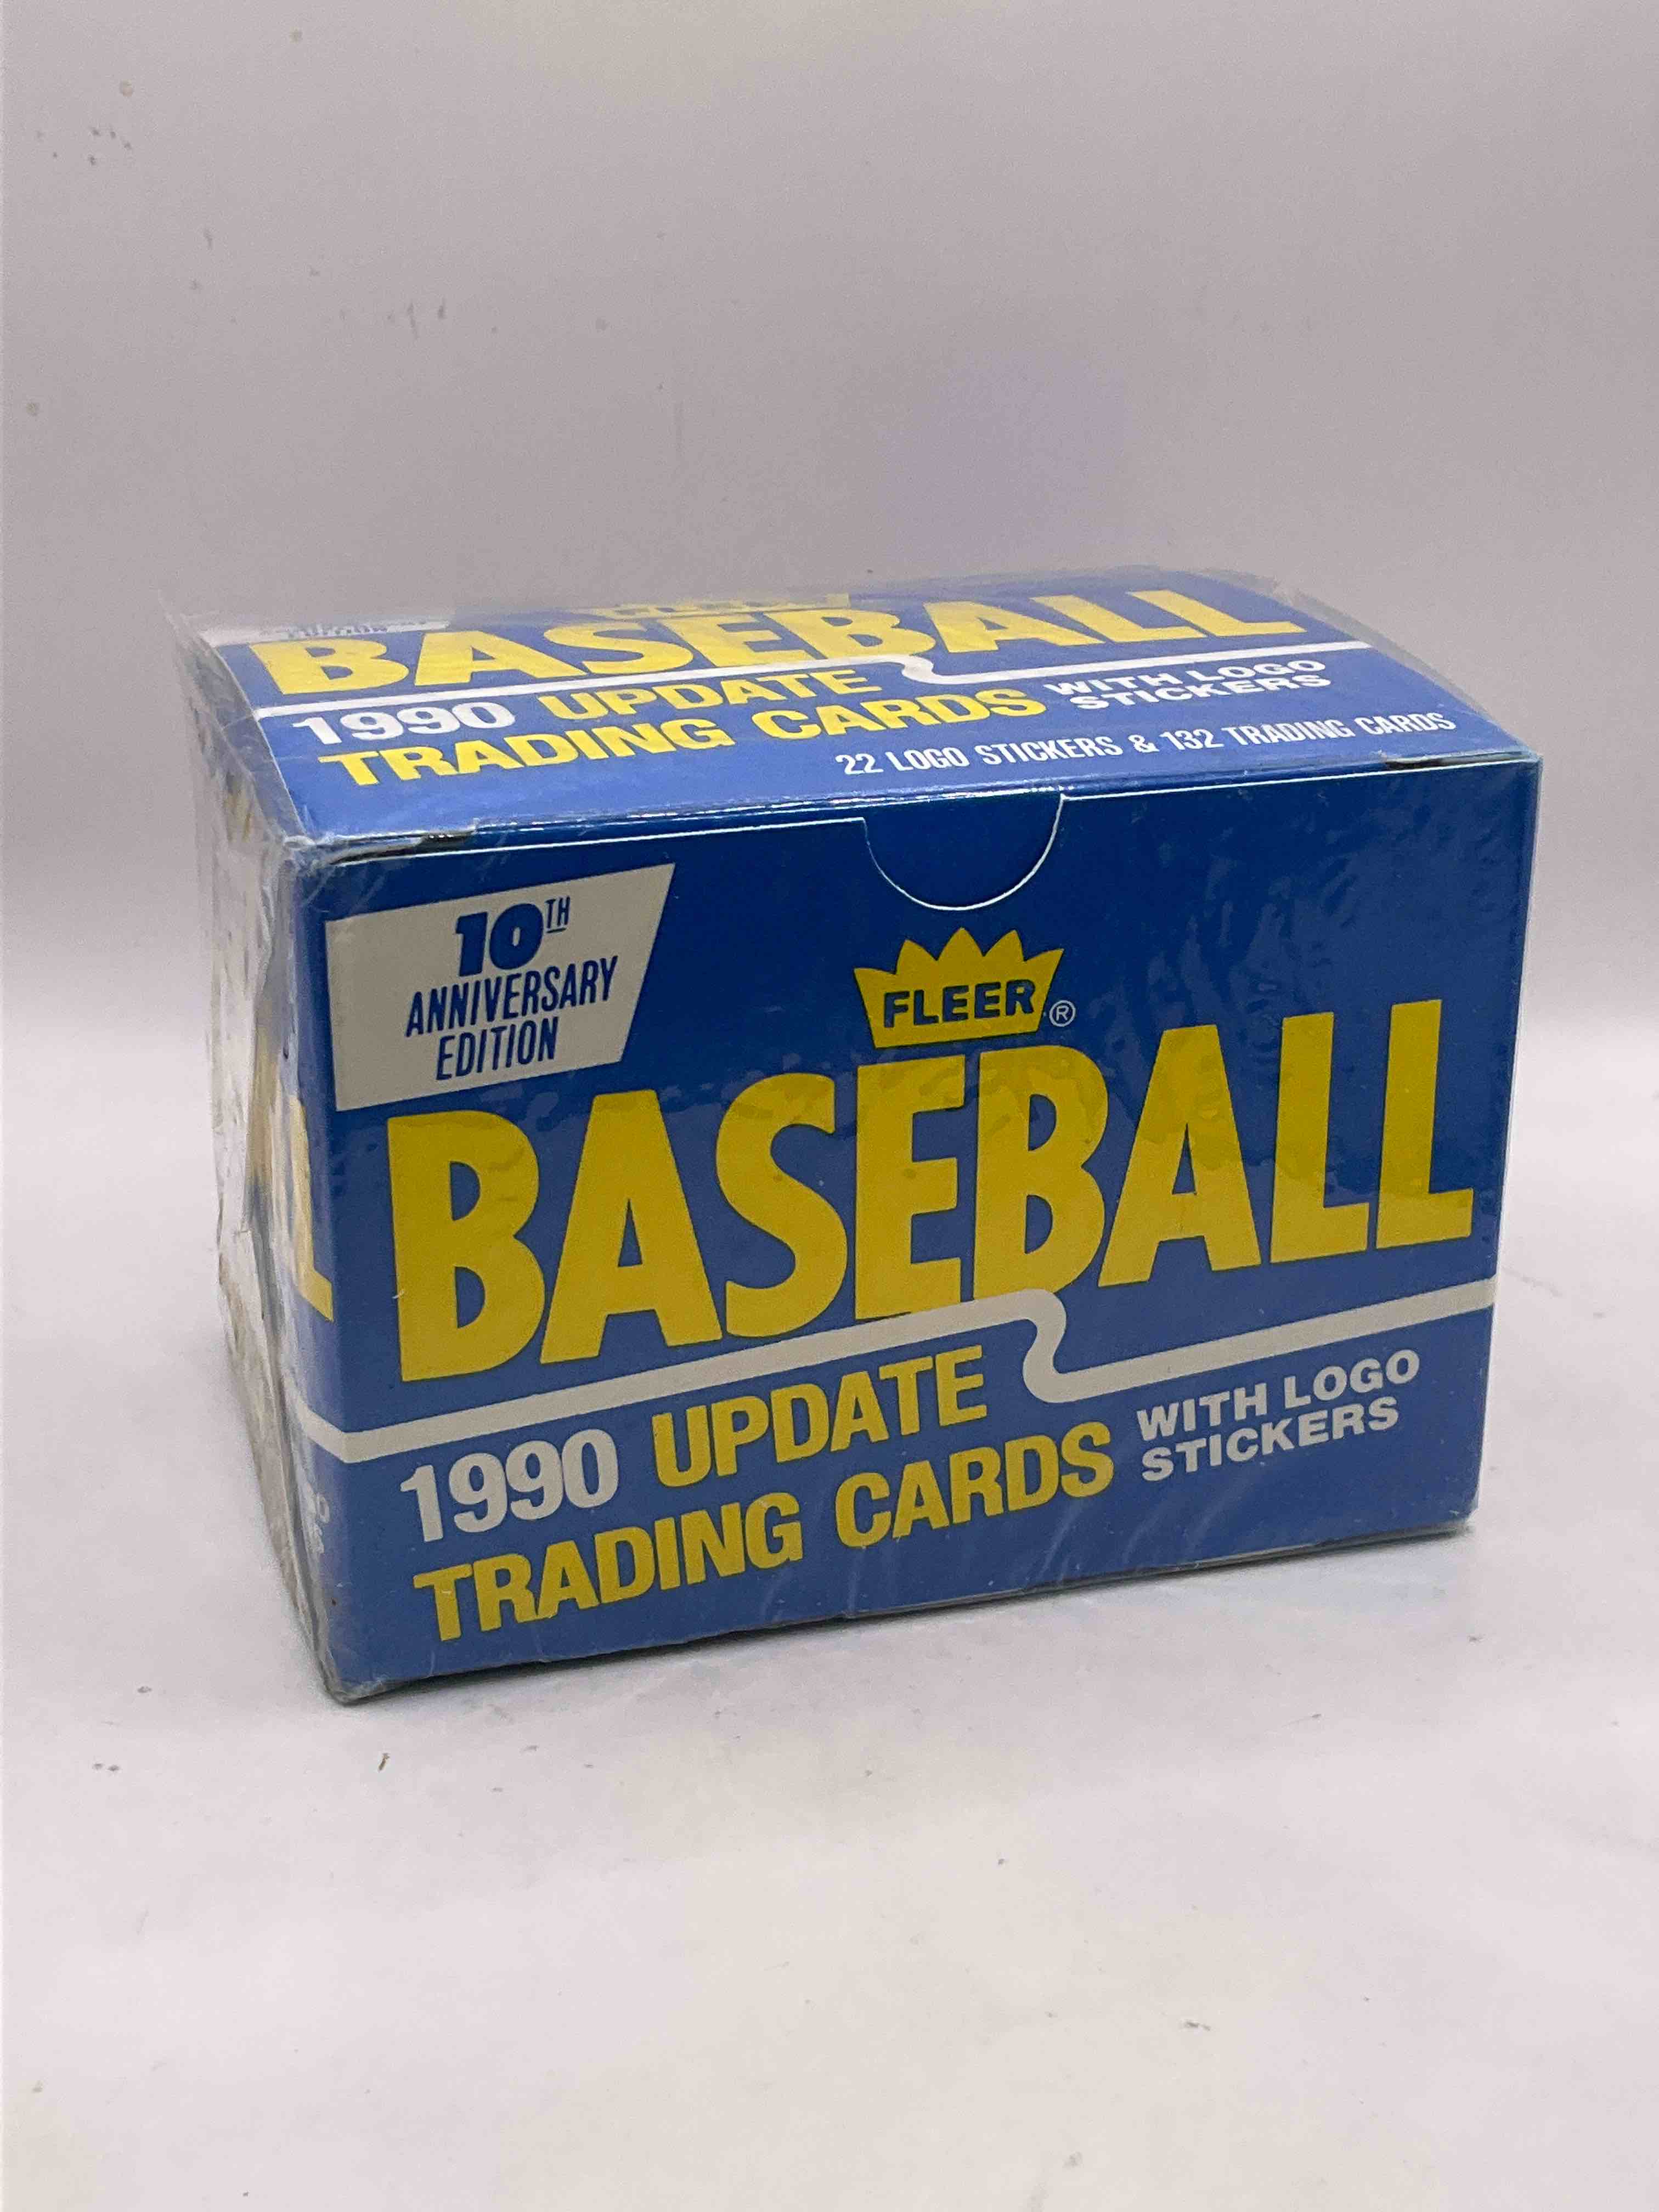 BASEBALL
1990 UPDATE
TRADING CARDS
WITH LOGO
STICKERS
22 LOGO STICKERS & 132 TRADING CARDS
10TH
ANNIVERSARY
EDITION
FLEER®
BASEBALL
1990 UPDATE
TRADING CARDS
WITH LOGO
STICKERS